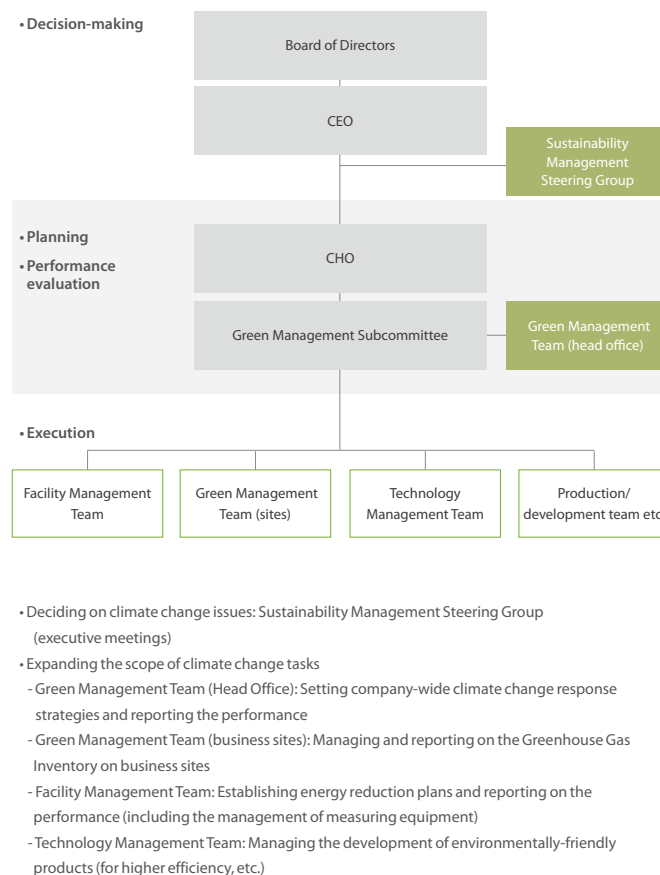 • Decision-making
Board of Directors
CEO
Sustainability
Management
Steering Group
• Planning
• Performance
evaluation
CHO
Green Management Subcommittee
Green Management
Team (head office)
• Execution
Facility Management
Team
Green Management
Team (sites)
Technology
Management Team
Production/
development team etc
• Deciding on climate change issues: Sustainability Management Steering Group
(executive meetings)
• Expanding the scope of climate change tasks
- Green Management Team (Head Office): Setting company-wide climate change response
strategies and reporting the performance
- Green Management Team (business sites): Managing and reporting on the Greenhouse Gas
Inventory on business sites
- Facility Management Team: Establishing energy reduction plans and reporting on the
performance (including the management of measuring equipment)
- Technology Management Team: Managing the development of environmentally-friendly
products (for higher efficiency, etc.)